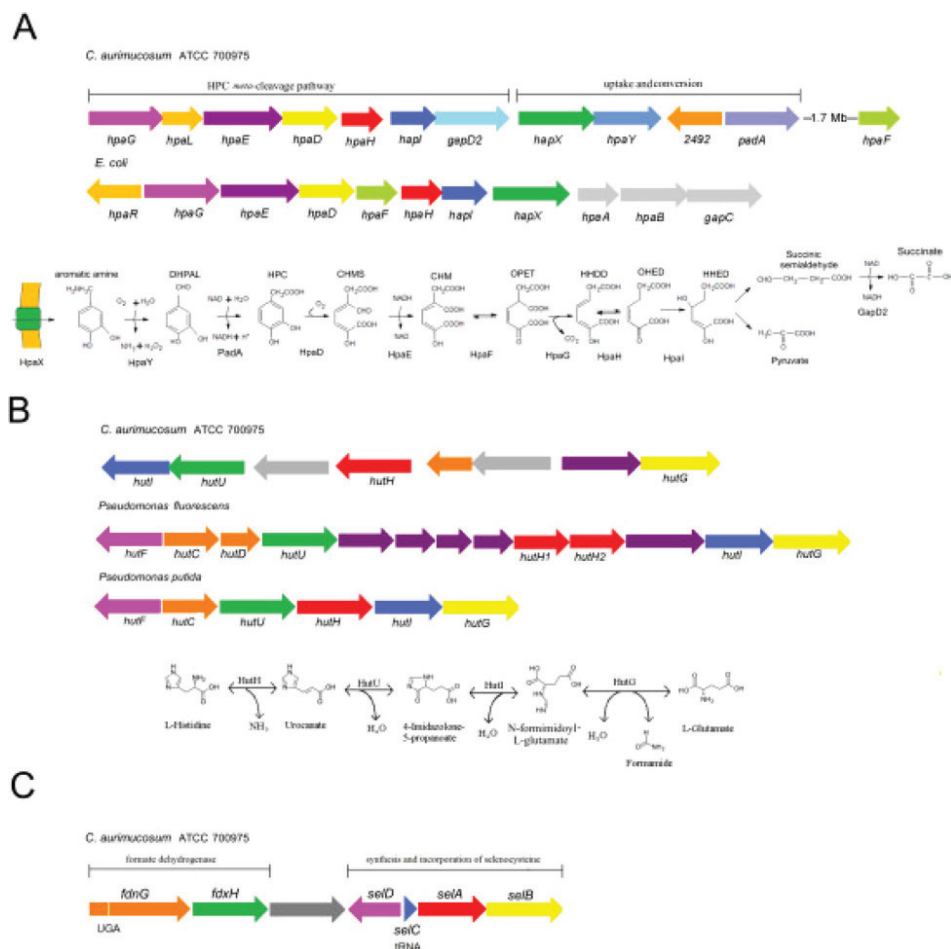 A
C. aurimucosum ATCC 700975
HPC meta-cleavage pathway uptake and conversion
hpaG hpaL hpaE hpaD hpaH hapI gapD2 hapX hpaY 2492 padA 1.7 Mb hpaF
E. coli
hpaR hpaG hpaE hpaD hpaF hpaH hapI hapX hpaA hpaB gapC
aromatic amine DHPAL HPC CHMS CHM OPET HHDD OHED HHED Succinic semialdehyde Succinate
HpaX HpaY PadA HpaD HpaE HpaF HpaG HpaH HpaI Pyruvate GapD2
B
C. aurimucosum ATCC 700975
hutI hutU hutH hutG
Pseudomonas fluorescens
hutF hutC hutD hutU hutH1 hutH2 hutI hutG
Pseudomonas putida
hutF hutC hutU hutH hutI hutG
HutH HutU HutI HutG
L-Histidine NH3 Urocanate H2O 4-Imidazolone-5-propanoate H2O N-formimidoyl-L-glutamate H2O L-Glutamate
Formamide
C
C. aurimucosum ATCC 700975
formate dehydrogenase synthesis and incorporation of selenocysteine
fdnG fdxH selD selA selB
UGA selC
tRNA